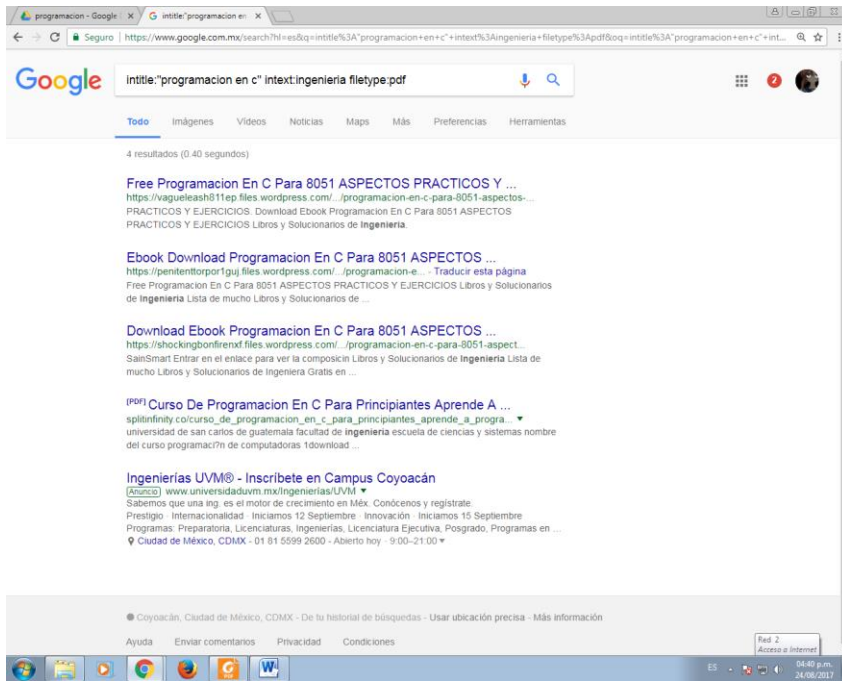 programacion - Google
intitle:"programacion en
Seguro
https://www.google.com.mx/search?hl=es&q=intitle%3A"programacion+en+c"+intext%3Aingenieria+filetype%3Apdf&oq=intitle%3A"programacion+en+c"+int...
Google
intitle:"programacion en c" intext:ingenieria filetype:pdf
2
Todo Imágenes Vídeos Noticias Maps Más Preferencias Herramientas
4 resultados (0.40 segundos)
Free Programacion En C Para 8051 ASPECTOS PRACTICOS Y ...
https://vagueleash811ep.files.wordpress.com/.../programacion-en-c-para-8051-aspectos-...
PRACTICOS Y EJERCICIOS. Download Ebook Programacion En C Para 8051 ASPECTOS
PRACTICOS Y EJERCICIOS Libros y Solucionarios de Ingenieria.
Ebook Download Programacion En C Para 8051 ASPECTOS ...
https://penitenttorpor1guj.files.wordpress.com/.../programacion-e... - Traducir esta página
Free Programacion En C Para 8051 ASPECTOS PRACTICOS Y EJERCICIOS Libros y Solucionarios
de Ingenieria Lista de mucho Libros y Solucionarios de ...
Download Ebook Programacion En C Para 8051 ASPECTOS ...
https://shockingbonfirenxf.files.wordpress.com/.../programacion-en-c-para-8051-aspect...
SainSmart Entrar en el enlace para ver la composicin Libros y Solucionarios de Ingenieria Lista de
mucho Libros y Solucionarios de Ingeniera Gratis en ...
[PDF] Curso De Programacion En C Para Principiantes Aprende A ...
splitinfinity.co/curso_de_programacion_en_c_para_principiantes_aprende_a_progra...
universidad de san carlos de guatemala facultad de ingenieria escuela de ciencias y sistemas nombre
del curso programaci?n de computadoras 1download ...
Ingenierías UVM® - Inscríbete en Campus Coyoacán
Anuncio www.universidaduvm.mx/Ingenierías/UVM
Sabemos que una ing. es el motor de crecimiento en Méx. Conócenos y regístrate.
Prestigio · Internacionalidad · Iniciamos 12 Septiembre · Innovación · Iniciamos 15 Septiembre
Programas: Preparatoria, Licenciaturas, Ingenierías, Licenciatura Ejecutiva, Posgrado, Programas en ...
Ciudad de México, CDMX - 01 81 5599 2600 - Abierto hoy · 9:00–21:00
Coyoacán, Ciudad de México, CDMX - De tu historial de búsquedas - Usar ubicación precisa - Más información
Ayuda Enviar comentarios Privacidad Condiciones
Red 2
Acceso a Internet
ES
04:40 p.m.
24/08/2017